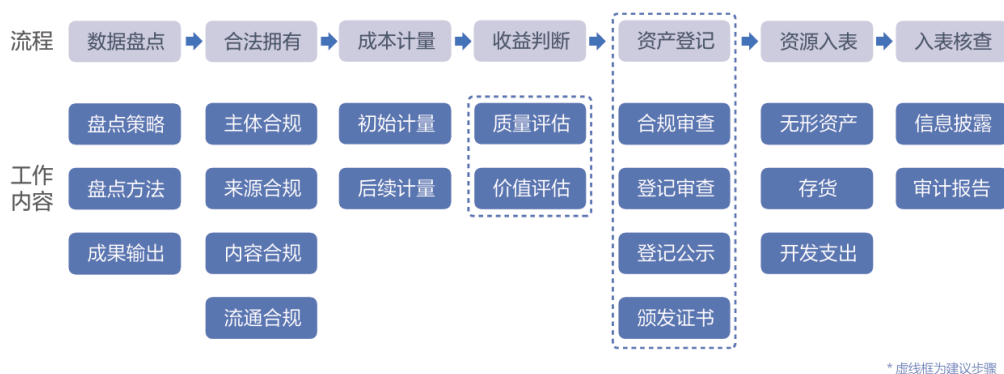 流程 数据盘点 合法拥有 成本计量 收益判断 资产登记 资源入表 入表核查
盘点策略 主体合规 初始计量 质量评估 合规审查 无形资产 信息披露
工作
内容
盘点方法 来源合规 后续计量 价值评估 登记审查 存货 审计报告
成果输出 内容合规 登记公示 开发支出
流通合规 颁发证书
* 虚线框为建议步骤